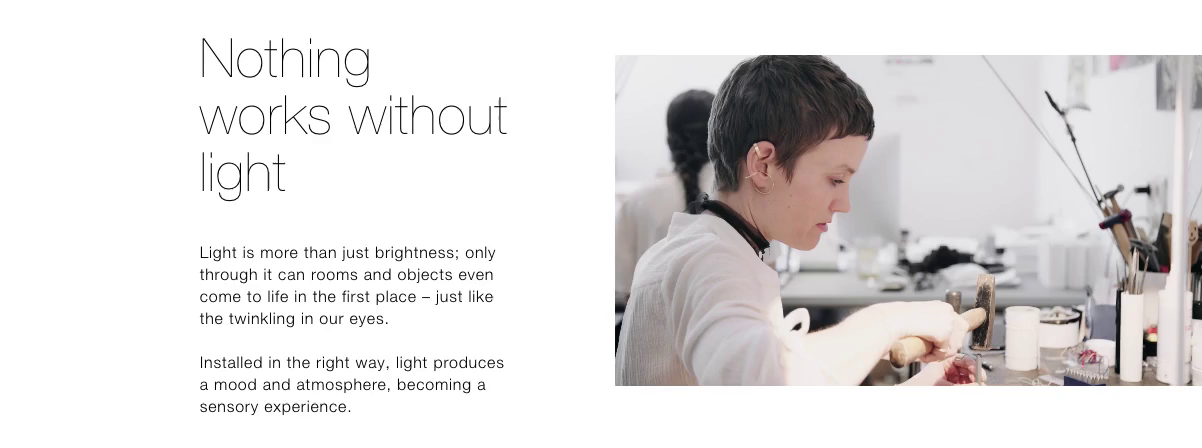 Nothing
works without
light
Light is more than just brightness; only
through it can rooms and objects even
come to life in the first place – just like
the twinkling in our eyes.
Installed in the right way, light produces
a mood and atmosphere, becoming a
sensory experience.